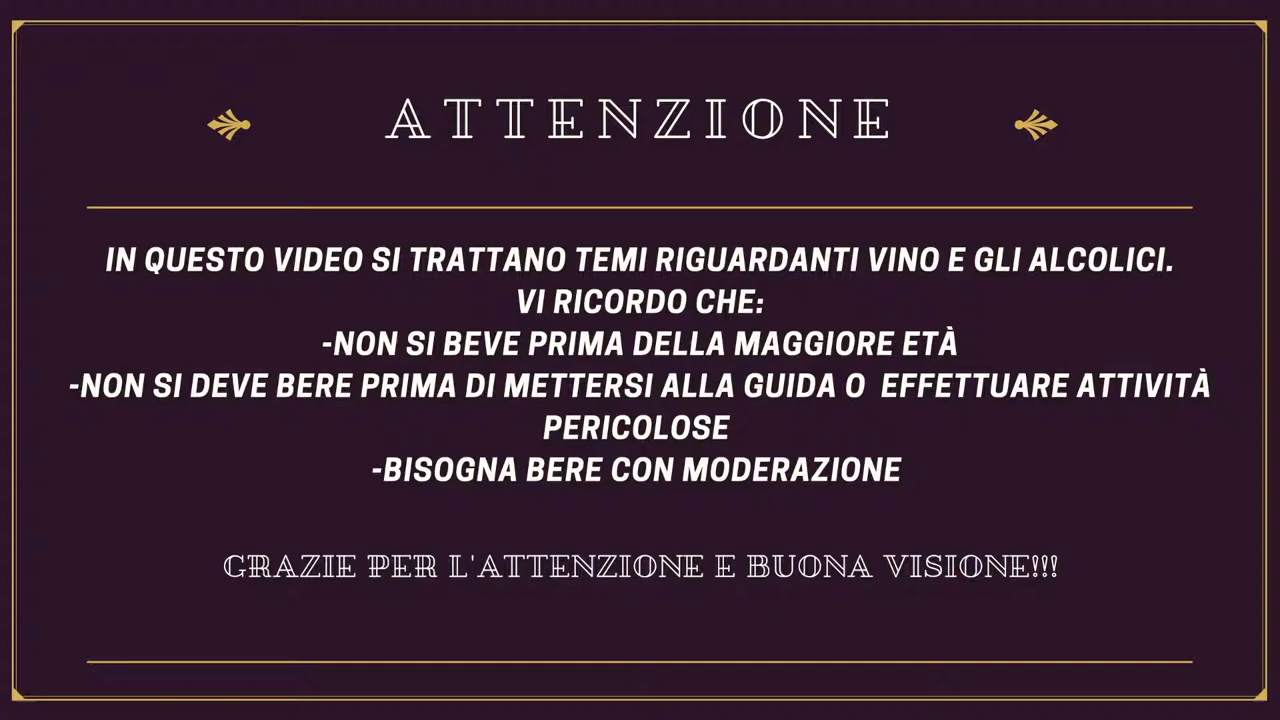 ATTENZIONE
IN QUESTO VIDEO SI TRATTANO TEMI RIGUARDANTI VINO E GLI ALCOLICI.
VI RICORDO CHE:
-NON SI BEVE PRIMA DELLA MAGGIORE ETÀ
-NON SI DEVE BERE PRIMA DI METTERSI ALLA GUIDA O EFFETTUARE ATTIVITÀ
PERICOLOSE
-BISOGNA BERE CON MODERAZIONE
GRAZIE PER L'ATTENZIONE E BUONA VISIONE!!!